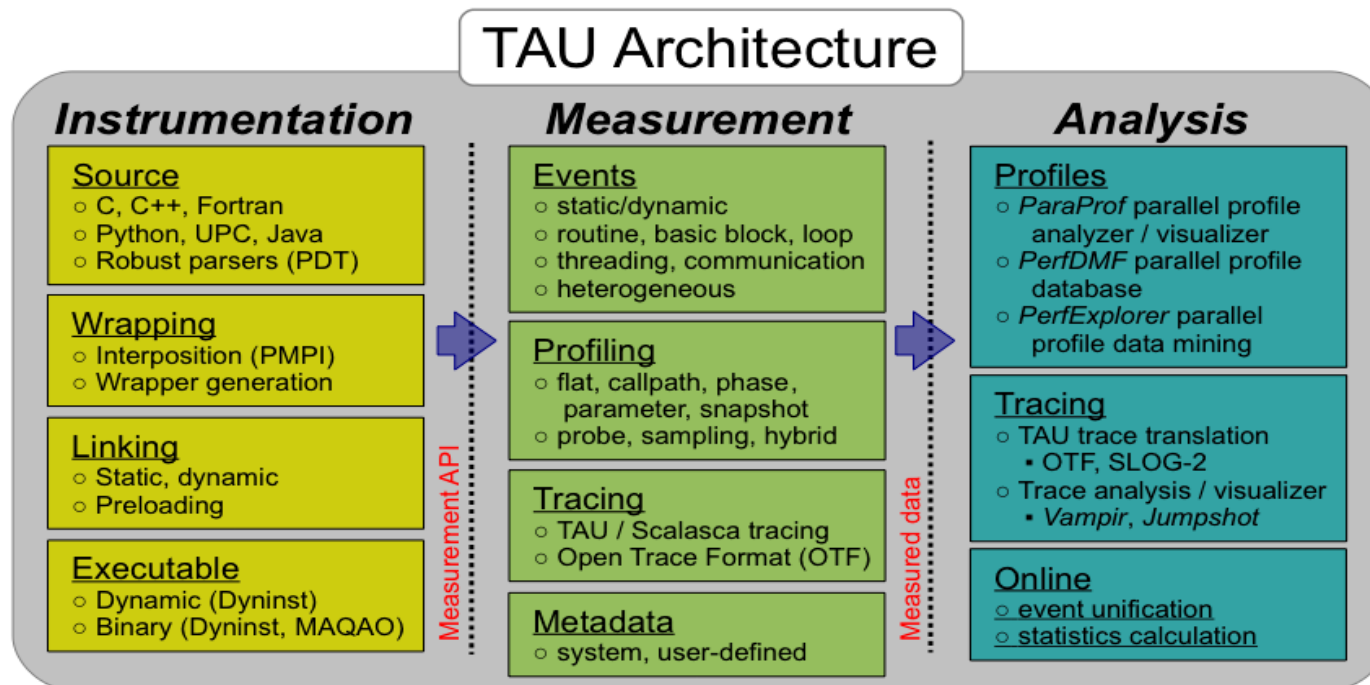 TAU Architecture
Instrumentation
Source
○ C, C++, Fortran
○ Python, UPC, Java
○ Robust parsers (PDT)
Wrapping
○ Interposition (PMPI)
○ Wrapper generation
Linking
○ Static, dynamic
○ Preloading
Executable
○ Dynamic (Dyninst)
○ Binary (Dyninst, MAQAO)
Measurement API
Measurement
Events
○ static/dynamic
○ routine, basic block, loop
○ threading, communication
○ heterogeneous
Profiling
○ flat, callpath, phase,
parameter, snapshot
○ probe, sampling, hybrid
Tracing
○ TAU / Scalasca tracing
○ Open Trace Format (OTF)
Metadata
○ system, user-defined
Measured data
Analysis
Profiles
○ ParaProf parallel profile
analyzer / visualizer
○ PerfDMF parallel profile
database
○ PerfExplorer parallel
profile data mining
Tracing
○ TAU trace translation
▪ OTF, SLOG-2
○ Trace analysis / visualizer
▪ Vampir, Jumpshot
Online
○ event unification
○ statistics calculation